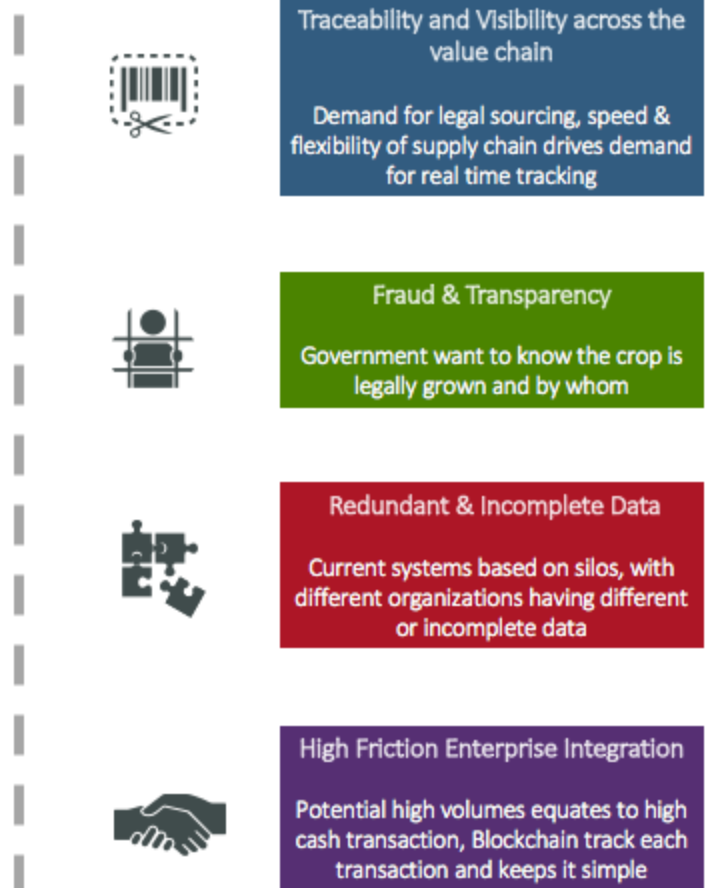 Traceability and Visibility across the
value chain
Demand for legal sourcing, speed &
flexibility of supply chain drives demand
for real time tracking
Fraud & Transparency
Government want to know the crop is
legally grown and by whom
Redundant & Incomplete Data
Current systems based on silos, with
different organizations having different
or incomplete data
High Friction Enterprise Integration
Potential high volumes equates to high
cash transaction, Blockchain track each
transaction and keeps it simple